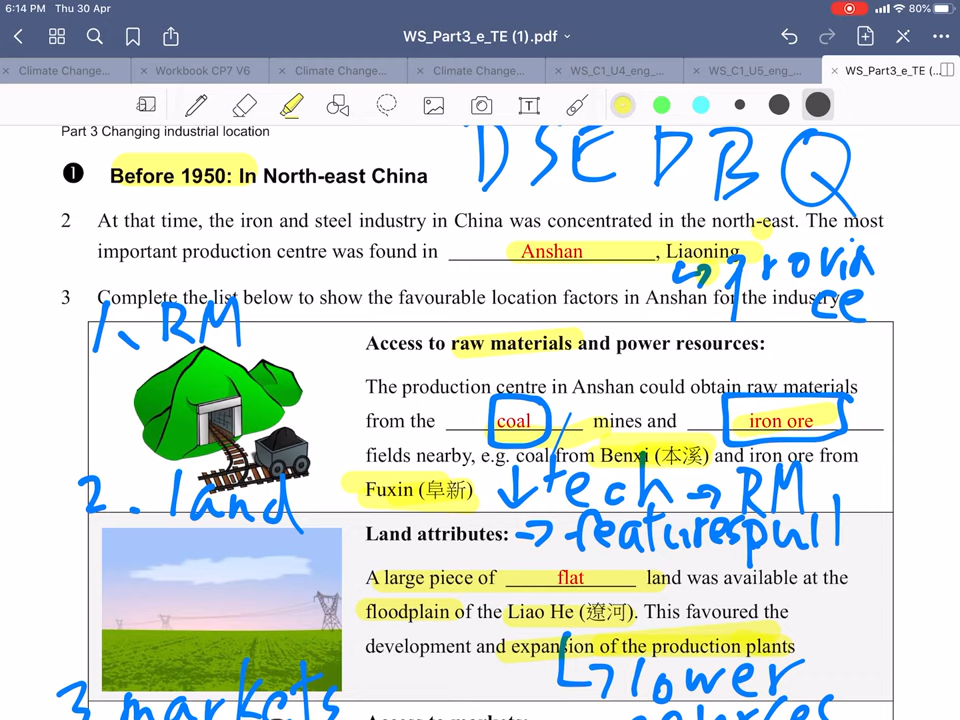 6:14 PM Thu 30 Apr
80%
WS_Part3_e_TE (1).pdf
Climate Change...
Workbook CP7 V6
Climate Change...
Climate Change...
WS_C1_U4_eng_...
WS_C1_U5_eng_...
WS_Part3_e_TE (...
Part 3 Changing industrial location
DSE DBQ
❶ Before 1950: In North-east China
2 At that time, the iron and steel industry in China was concentrated in the north-east. The most
important production centre was found in Anshan, Liaoning.
↳ province
3 Complete the list below to show the favourable location factors in Anshan for the industry.
1、RM
Access to raw materials and power resources:
The production centre in Anshan could obtain raw materials
from the coal mines and iron ore
fields nearby, e.g. coal from Benxi (本溪) and iron ore from
Fuxin (阜新)
↓ tech → RM
2. land
Land attributes:
→ features pull
A large piece of flat land was available at the
floodplain of the Liao He (遼河). This favoured the
development and expansion of the production plants
↳ lower
3 markets
Access to markets: